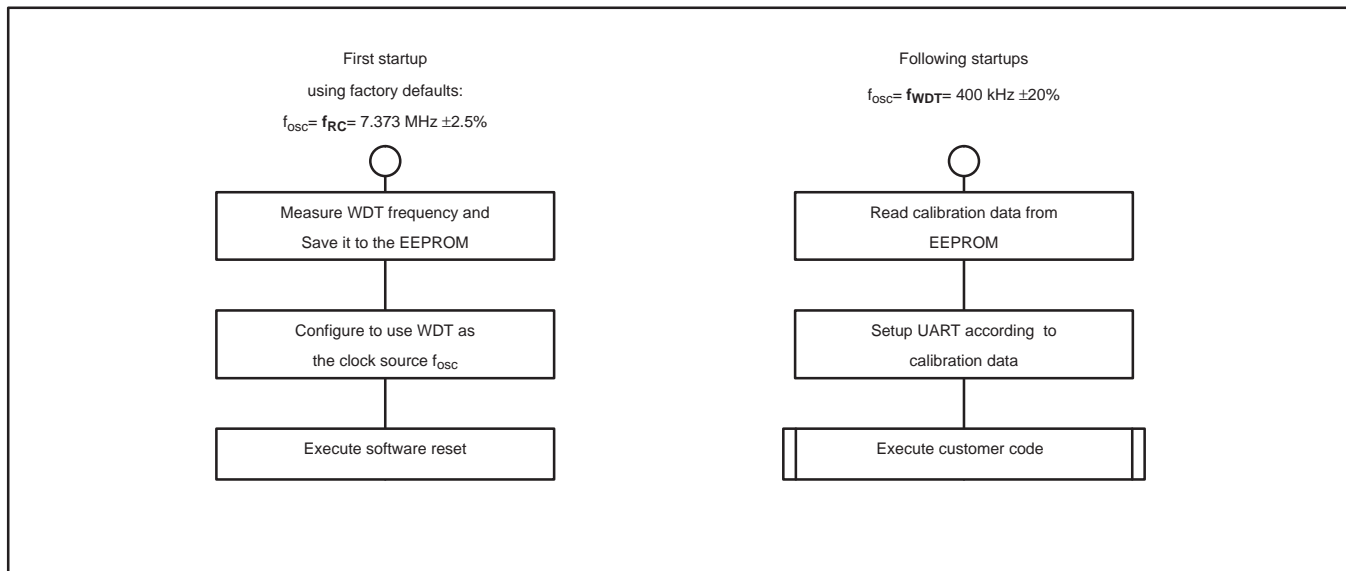 First startup
using factory defaults:
fosc= fRC= 7.373 MHz ±2.5%
Measure WDT frequency and
Save it to the EEPROM
Configure to use WDT as
the clock source fosc
Execute software reset
Following startups
fosc= fWDT= 400 kHz ±20%
Read calibration data from
EEPROM
Setup UART according to
calibration data
Execute customer code